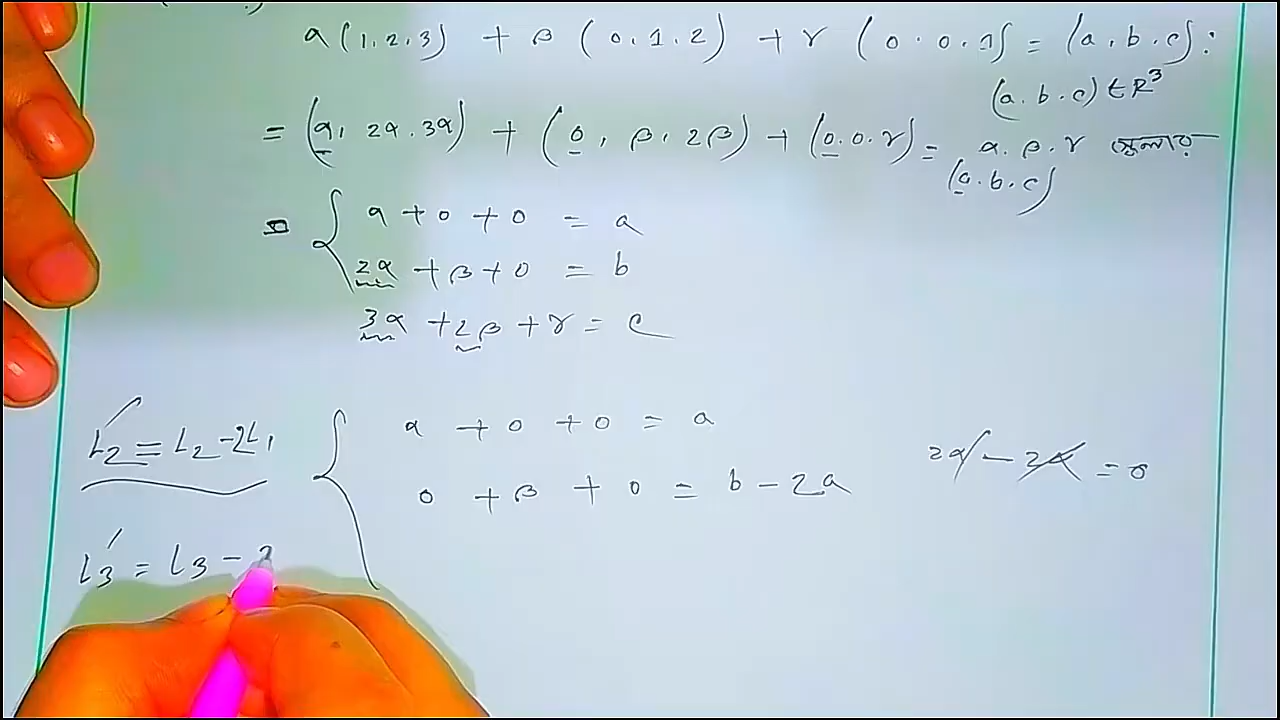 α(1,2,3) + β (0,1,2) + γ (0.0.1) = (a,b.c):
(a.b.c) ∈ R³
= (α, 2α.3α) + (0, β, 2β) + (0.0.γ) = α.β.γ স্কেলার
(a.b.c)
α + 0 + 0 = a
2α + β + 0 = b
3α + 2β + γ = c
L₂′ = L₂ - 2L₁
α + 0 + 0 = a
0 + β + 0 = b - 2a
2α - 2α = 0
L₃′ = L₃ -